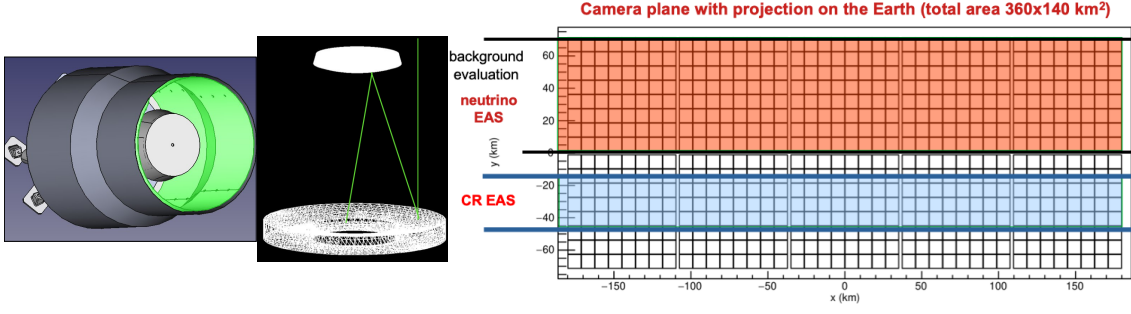 Camera plane with projection on the Earth (total area 360x140 km²)
background
evaluation
neutrino
EAS
CR EAS
y (km)
60
40
20
0
−20
−40
−60
−150
−100
−50
0
50
100
150
x (km)